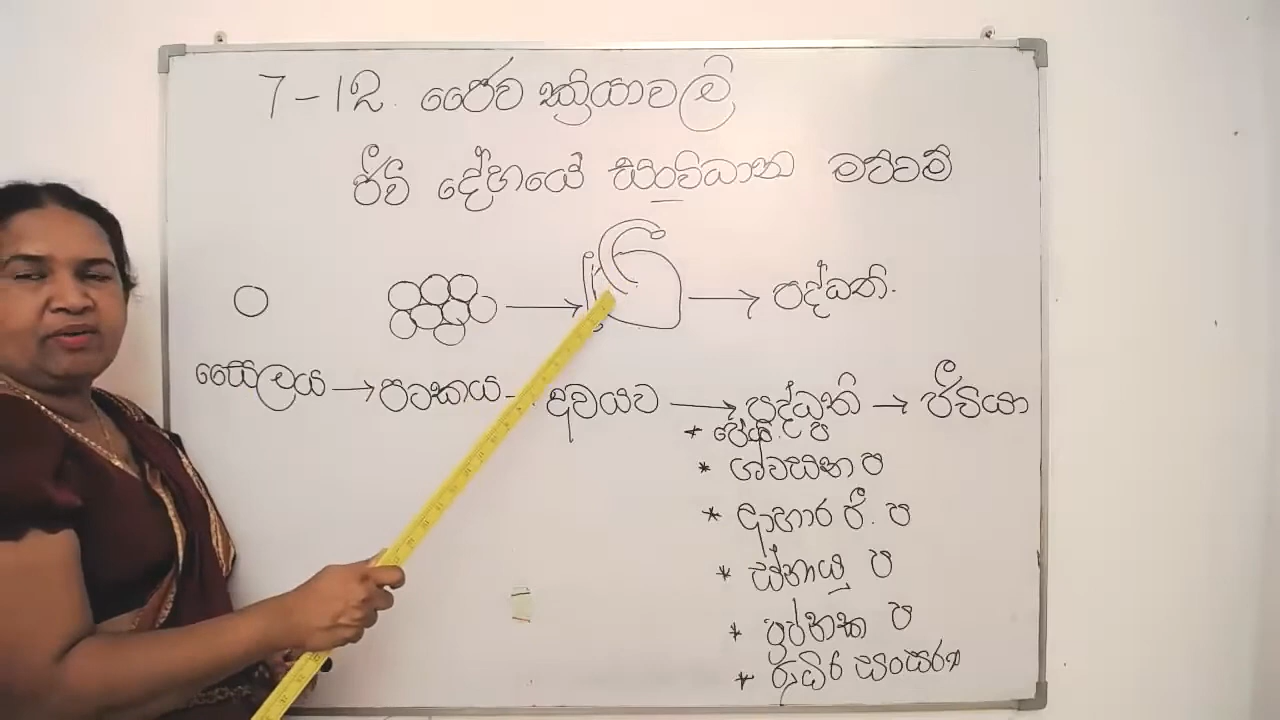 7-12. ජෛව ක්‍රියාවලි
ජීවි දේහයේ සංවිධාන මට්ටම්
පද්ධති.
සෛලය → පටකය - අවයව → පද්ධති → ජීවියා
* පේශි. ප
* ශ්වසන ප
* ආහාර ජී. ප
* ස්නායු ප
* ප්‍රජනක ප
* රුධිර සංසරණ